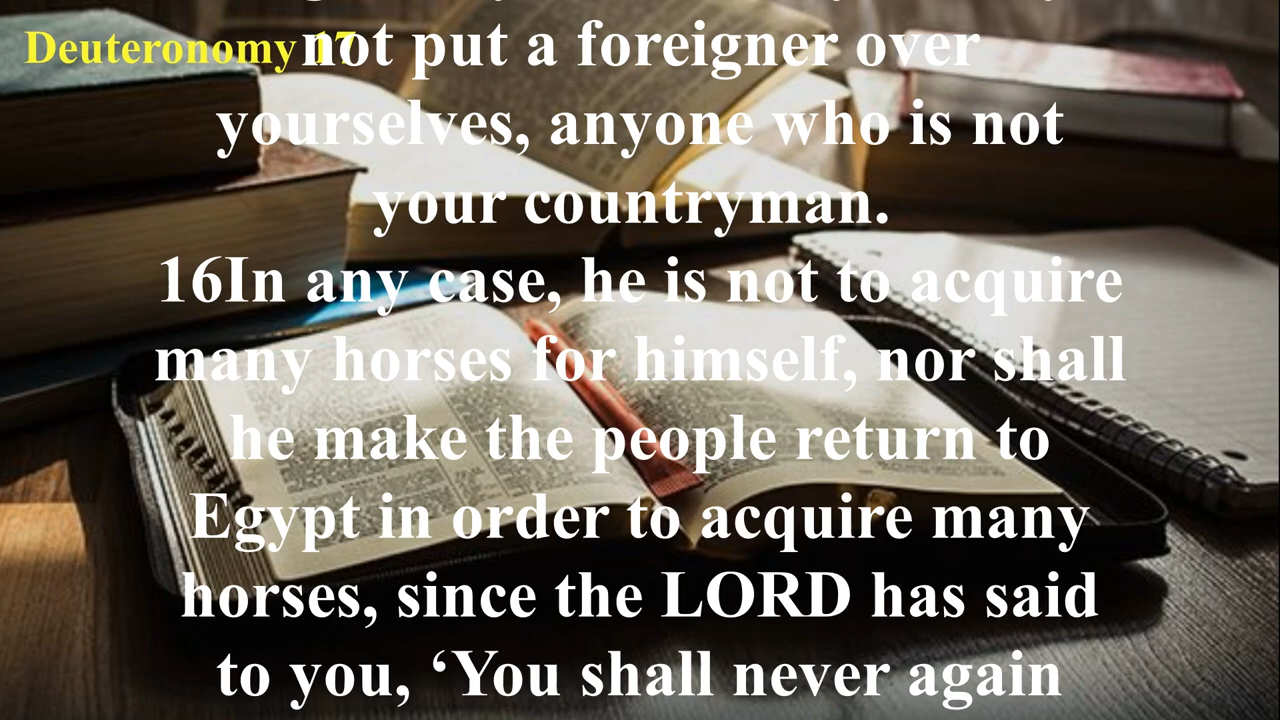 Deuteronomy 17
not put a foreigner over
yourselves, anyone who is not
your countryman.
16In any case, he is not to acquire
many horses for himself, nor shall
he make the people return to
Egypt in order to acquire many
horses, since the LORD has said
to you, ‘You shall never again